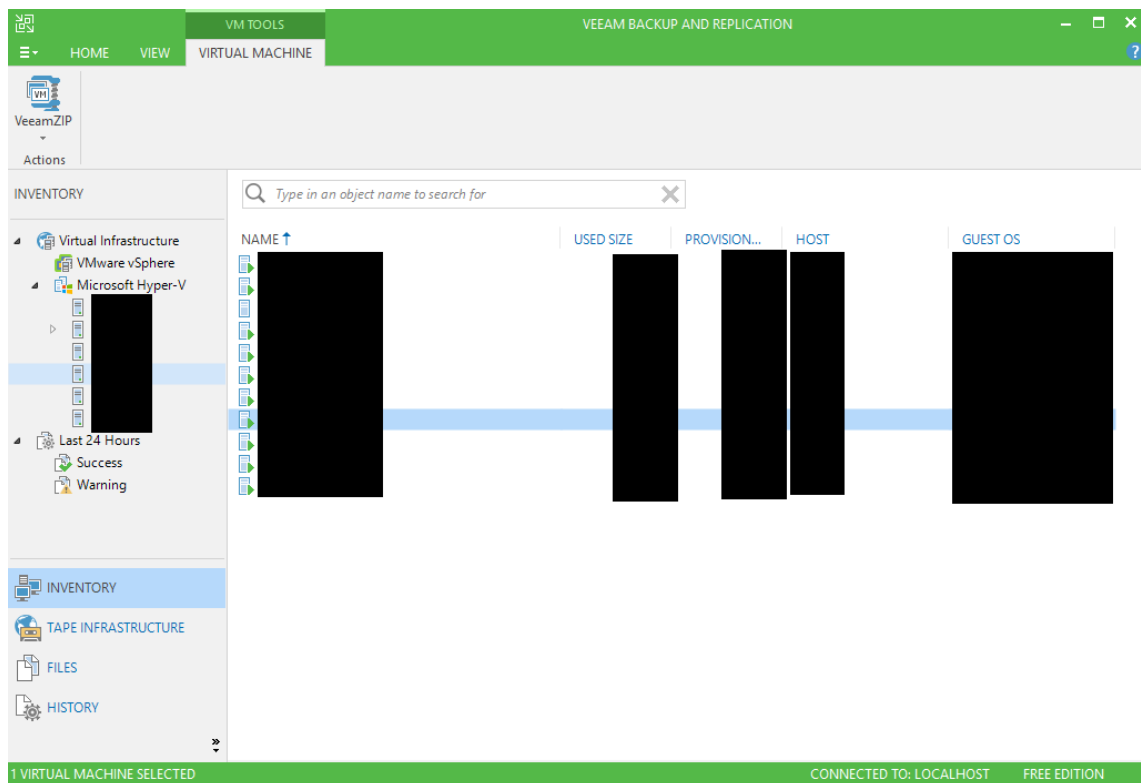 VM TOOLS
VEEAM BACKUP AND REPLICATION
HOME VIEW VIRTUAL MACHINE
?
VM
VeeamZIP
Actions
INVENTORY
Type in an object name to search for
Virtual Infrastructure
VMware vSphere
Microsoft Hyper-V
Last 24 Hours
Success
Warning
NAME USED SIZE PROVISION... HOST GUEST OS
INVENTORY
TAPE INFRASTRUCTURE
FILES
HISTORY
1 VIRTUAL MACHINE SELECTED
CONNECTED TO: LOCALHOST FREE EDITION